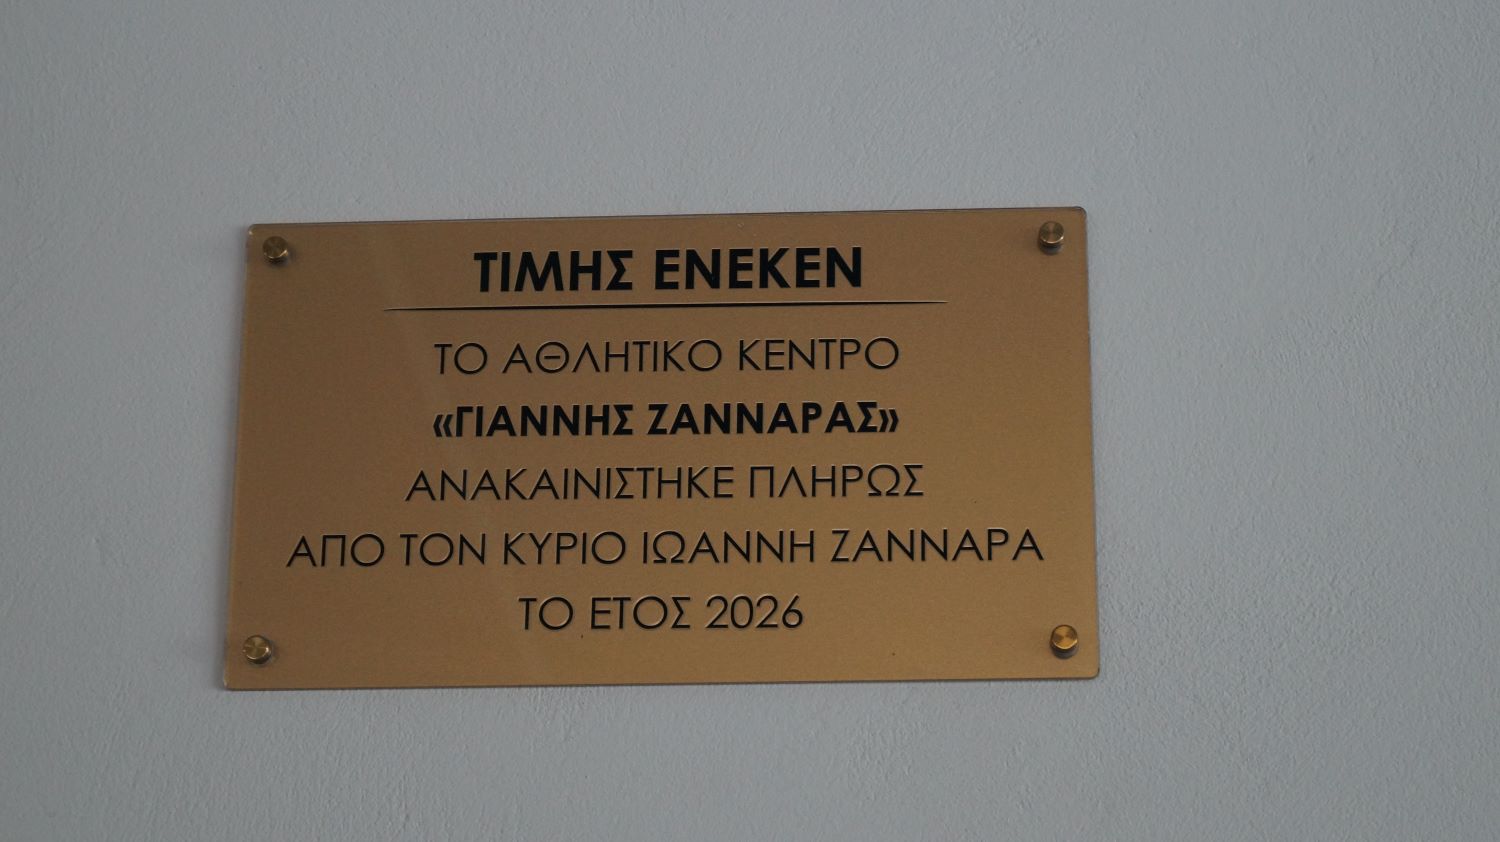 ΤΙΜΗΣ ΕΝΕΚΕΝ
ΤΟ ΑΘΛΗΤΙΚΟ ΚΕΝΤΡΟ
«ΓΙΑΝΝΗΣ ΖΑΝΝΑΡΑΣ»
ΑΝΑΚΑΙΝΙΣΤΗΚΕ ΠΛΗΡΩΣ
ΑΠΟ ΤΟΝ ΚΥΡΙΟ ΙΩΑΝΝΗ ΖΑΝΝΑΡΑ
ΤΟ ΕΤΟΣ 2026